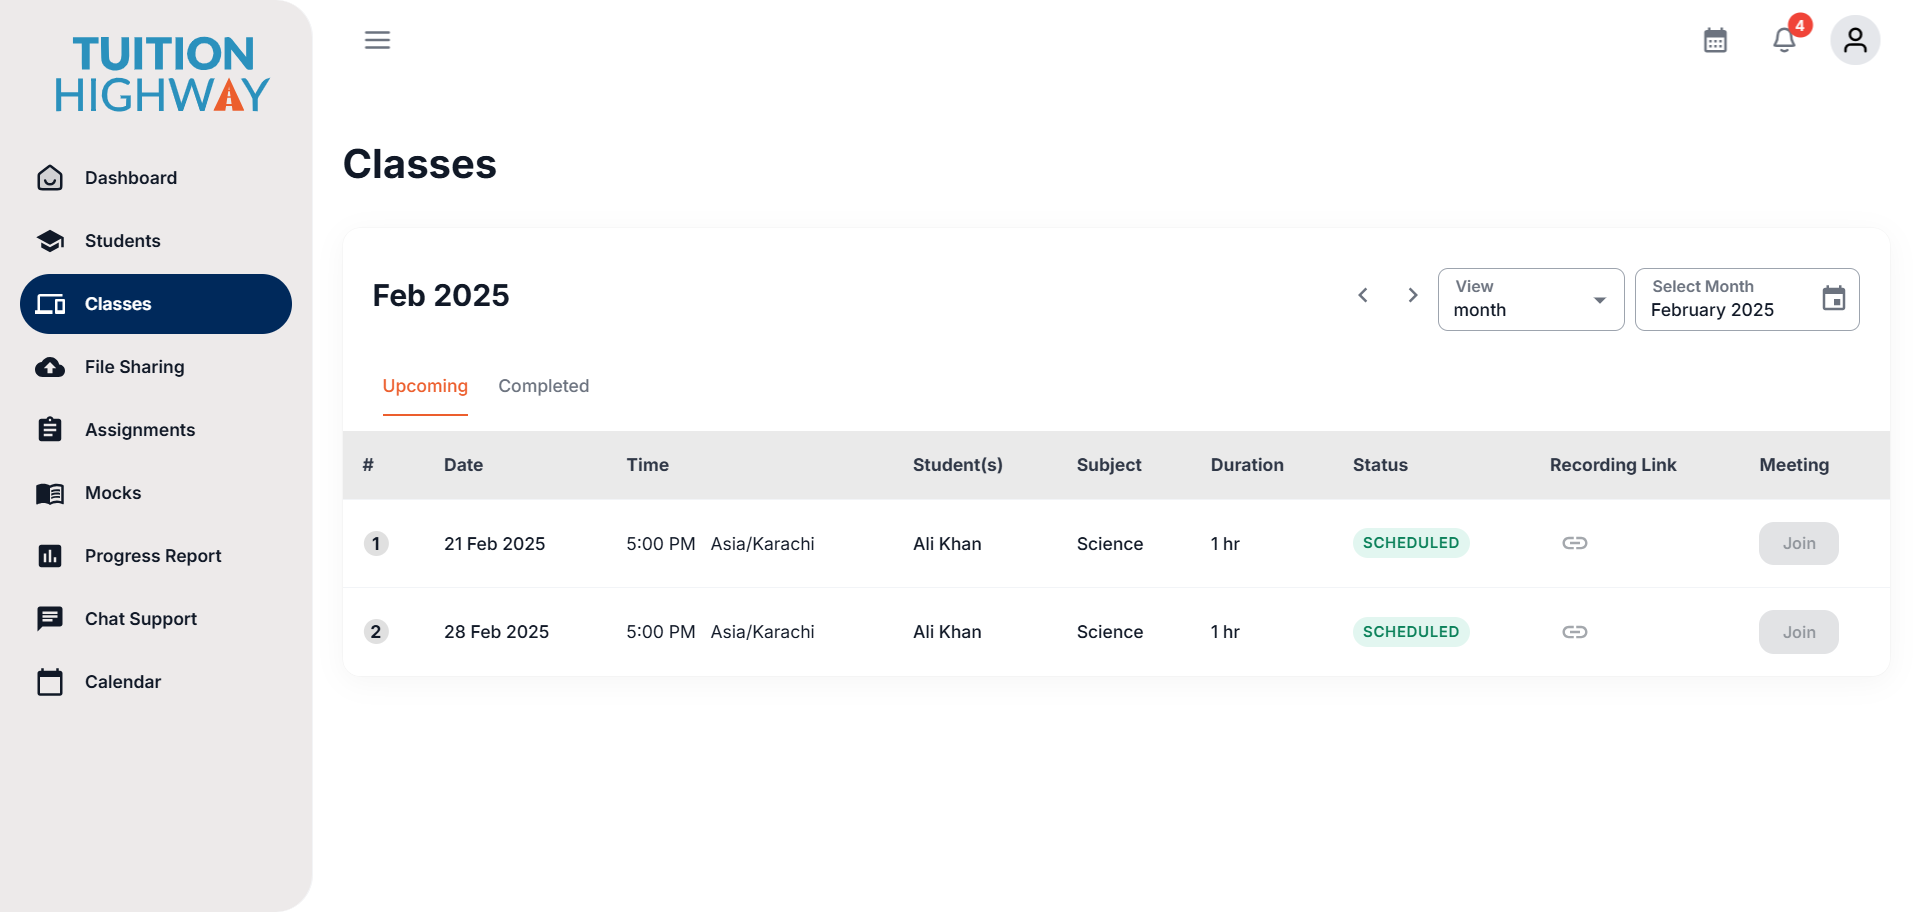 TUITION
HIGHWAY
4
Dashboard
Students
Classes
File Sharing
Assignments
Mocks
Progress Report
Chat Support
Calendar
Classes
Feb 2025
View
month
Select Month
February 2025
Upcoming Completed
# Date Time Student(s) Subject Duration Status Recording Link Meeting
1 21 Feb 2025 5:00 PM Asia/Karachi Ali Khan Science 1 hr SCHEDULED Join
2 28 Feb 2025 5:00 PM Asia/Karachi Ali Khan Science 1 hr SCHEDULED Join